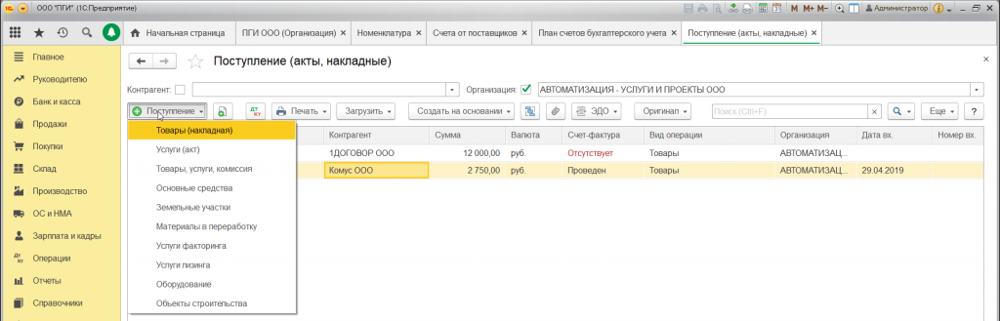 ООО "ПГИ" (1С:Предприятие)
M M+ M-
Администратор
Начальная страница
ПГИ ООО (Организация) ×
Номенклатура ×
Счета от поставщиков ×
План счетов бухгалтерского учета ×
Поступление (акты, накладные) ×
Главное
Руководителю
Банк и касса
Продажи
Покупки
Склад
Производство
ОС и НМА
Зарплата и кадры
Операции
Отчеты
Справочники
Поступление (акты, накладные)
Контрагент:
Организация: АВТОМАТИЗАЦИЯ - УСЛУГИ И ПРОЕКТЫ ООО
Поступление
Дт Кт
Печать
Загрузить
Создать на основании
ЭДО
Оригинал
Поиск (Ctrl+F)
Еще
?
Товары (накладная)
Услуги (акт)
Товары, услуги, комиссия
Основные средства
Земельные участки
Материалы в переработку
Услуги факторинга
Услуги лизинга
Оборудование
Объекты строительства
Контрагент Сумма Валюта Счет-фактура Вид операции Организация Дата вх. Номер вх.
1ДОГОВОР ООО 12 000,00 руб. Отсутствует Товары АВТОМАТИЗАЦ...
Комус ООО 2 750,00 руб. Проведен Товары АВТОМАТИЗАЦ... 29.04.2019